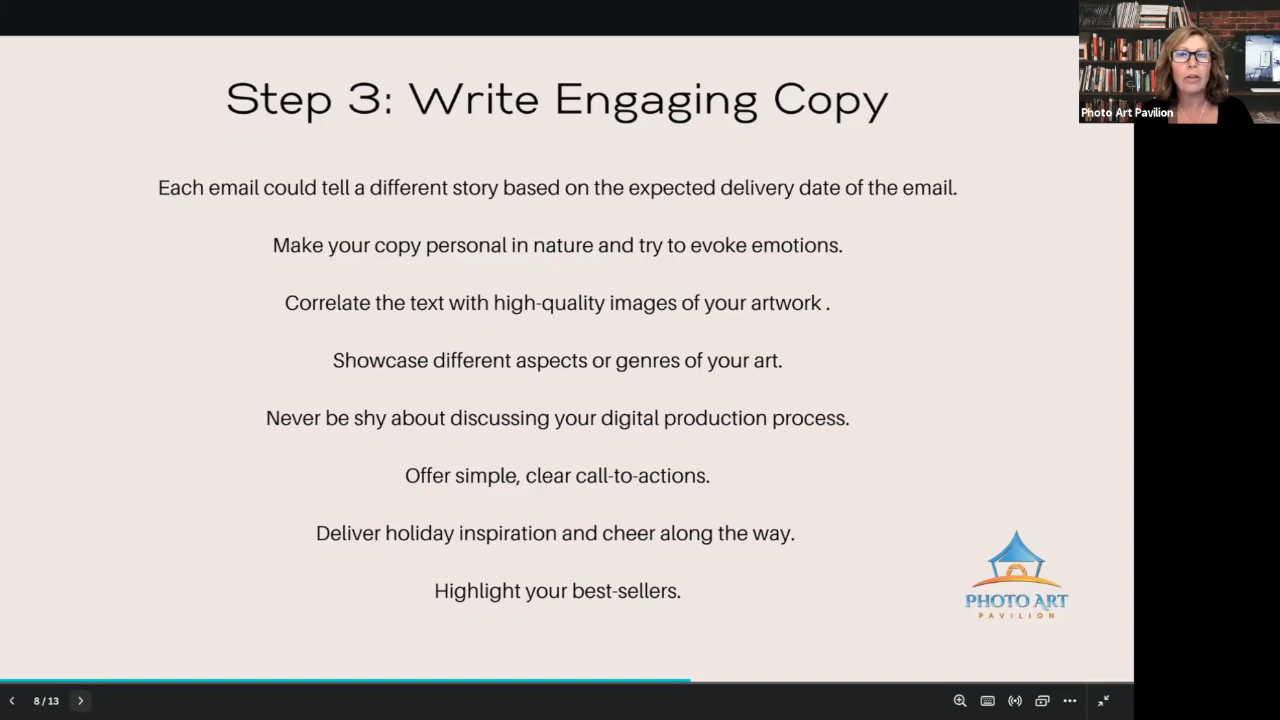 Step 3: Write Engaging Copy
Photo Art Pavilion
Each email could tell a different story based on the expected delivery date of the email.
Make your copy personal in nature and try to evoke emotions.
Correlate the text with high-quality images of your artwork .
Showcase different aspects or genres of your art.
Never be shy about discussing your digital production process.
Offer simple, clear call-to-actions.
Deliver holiday inspiration and cheer along the way.
Highlight your best-sellers.
PHOTO ART
PAVILION
8 / 13